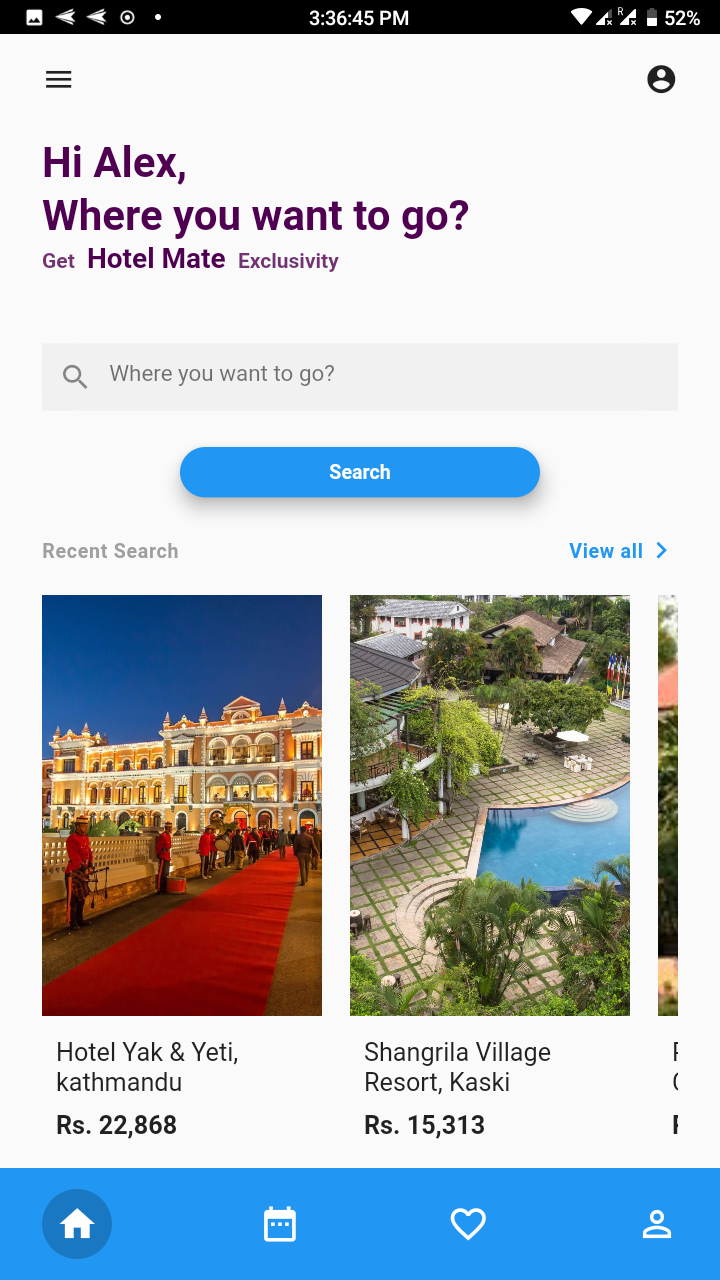 3:36:45 PM
R
52%
Hi Alex,
Where you want to go?
Get Hotel Mate Exclusivity
Where you want to go?
Search
Recent Search
View all
Hotel Yak & Yeti,
kathmandu
Rs. 22,868
Shangrila Village
Resort, Kaski
Rs. 15,313